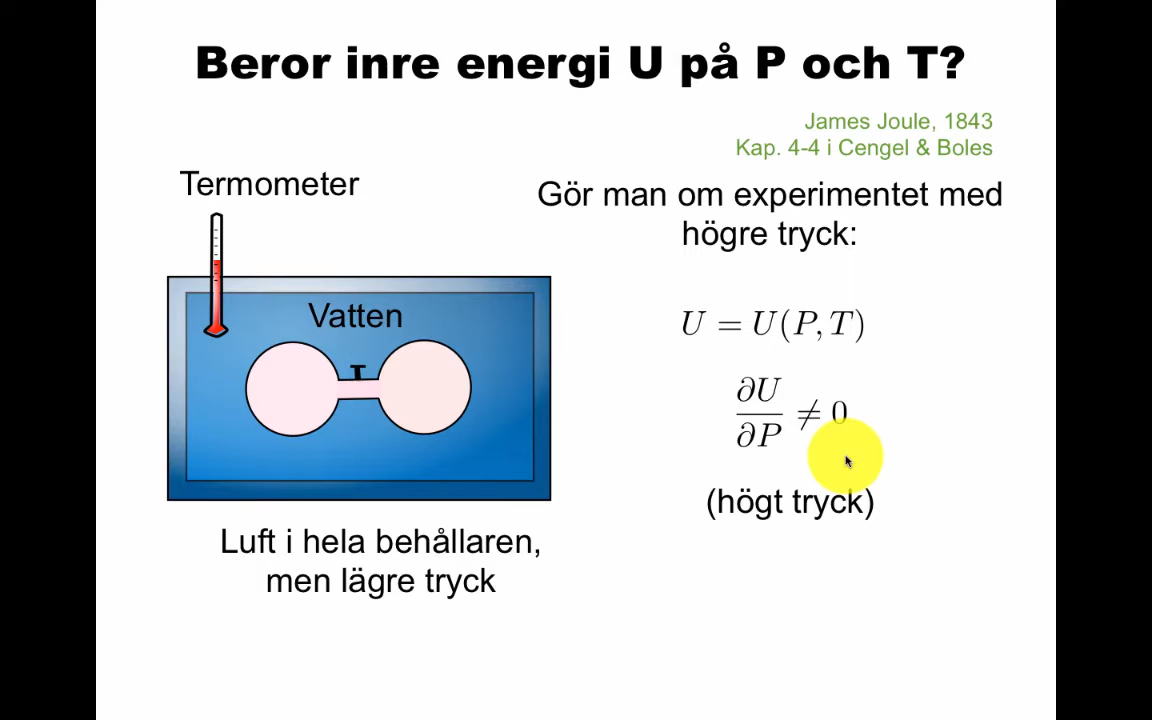 Beror inre energi U på P och T?
James Joule, 1843
Kap. 4-4 i Cengel & Boles
Termometer
Gör man om experimentet med
högre tryck:
Vatten
U = U(P, T)
∂U/∂P ≠ 0
(högt tryck)
Luft i hela behållaren,
men lägre tryck